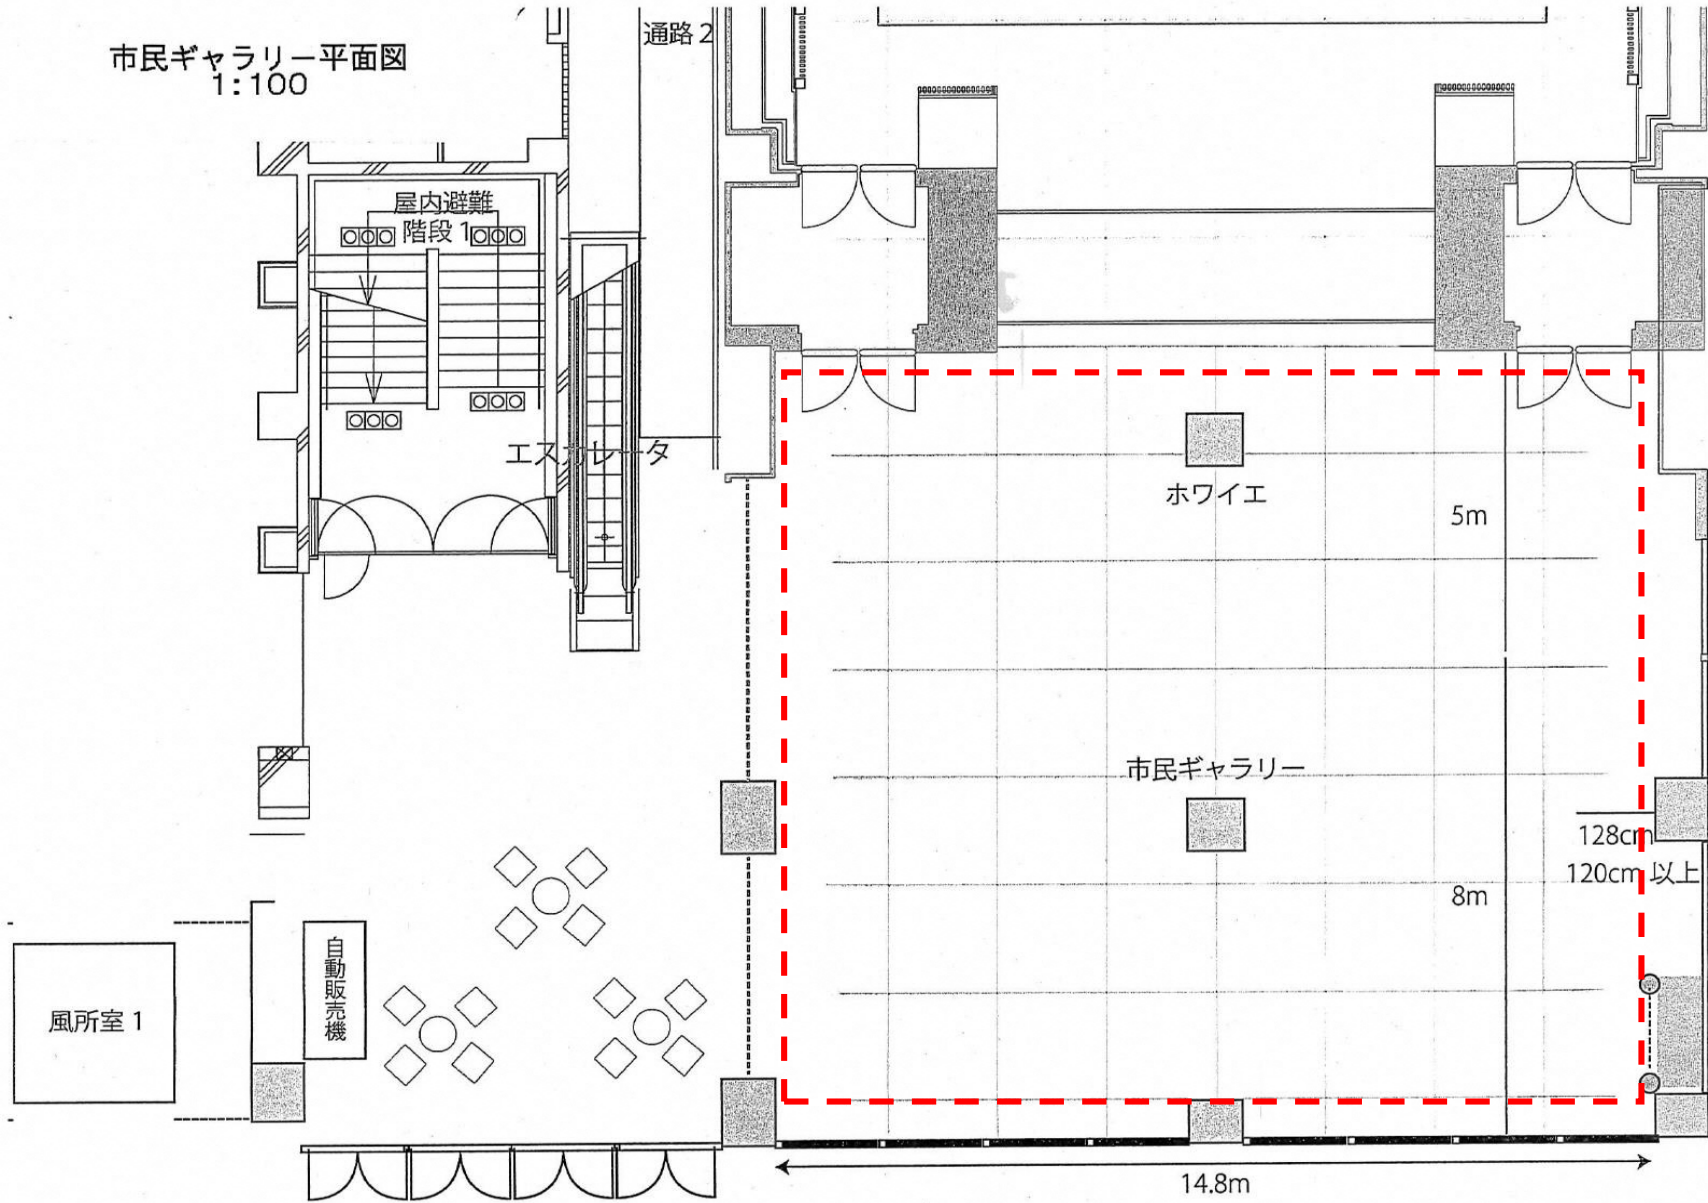 市民ギャラリー平面図
1:100
通路2
屋内避難
階段1
エスカレータ
ホワイエ
5m
市民ギャラリー
128cm
120cm 以上
8m
自動販売機
風所室1
14.8m